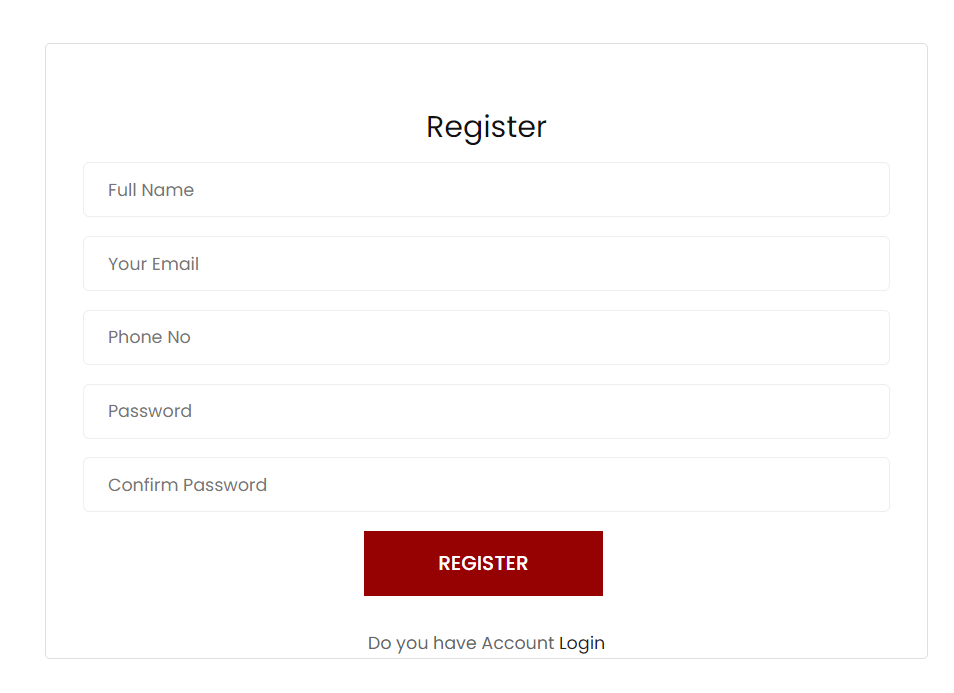 Register
Full Name
Your Email
Phone No
Password
Confirm Password
REGISTER
Do you have Account Login